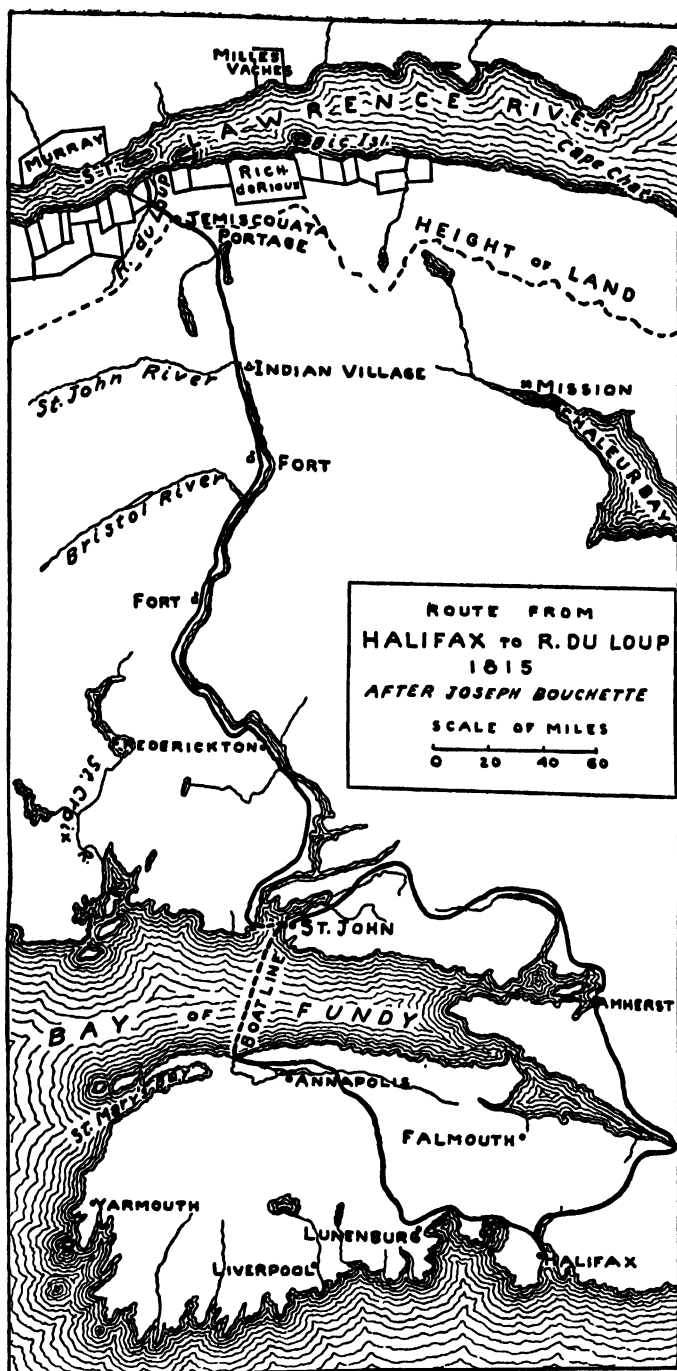 MILLES
VACHES
ST. LAWRENCE RIVER
MURRAY
Bic. Isl.
Cape Chat
RICH
deRioux
R. du Loup
TEMISCOUATA
PORTAGE
HEIGHT OF LAND
St. John River
INDIAN VILLAGE
MISSION
CHALEUR BAY
FORT
Bristol River
FORT
ROUTE FROM
HALIFAX TO R. DU LOUP
1815
AFTER JOSEPH BOUCHETTE
SCALE OF MILES
0 20 40 60
FREDERICKTON
St. Croix R.
ST. JOHN
BOAT LINE
BAY OF FUNDY
AMHERST
ANNAPOLIS
St. Mary's Bay
FALMOUTH
YARMOUTH
LUNENBURG
LIVERPOOL
HALIFAX